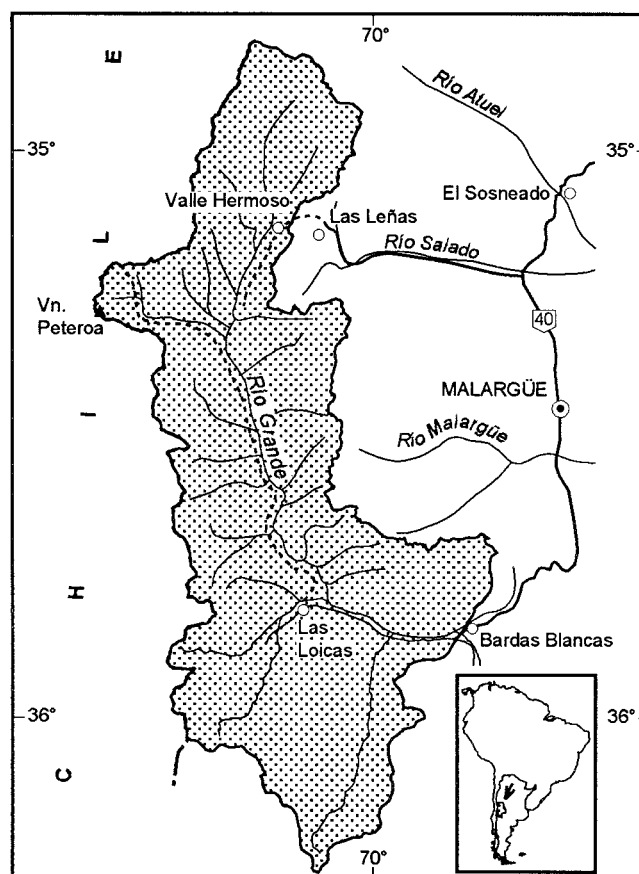 70°
E
Río Atuel
35°
35°
El Sosneado
Valle Hermoso
Las Leñas
L
Río Salado
Vn.
Peteroa
40
MALARGÜE
Río Grande
I
Río Malargüe
H
Las
Loicas
Bardas Blancas
36°
36°
C
70°